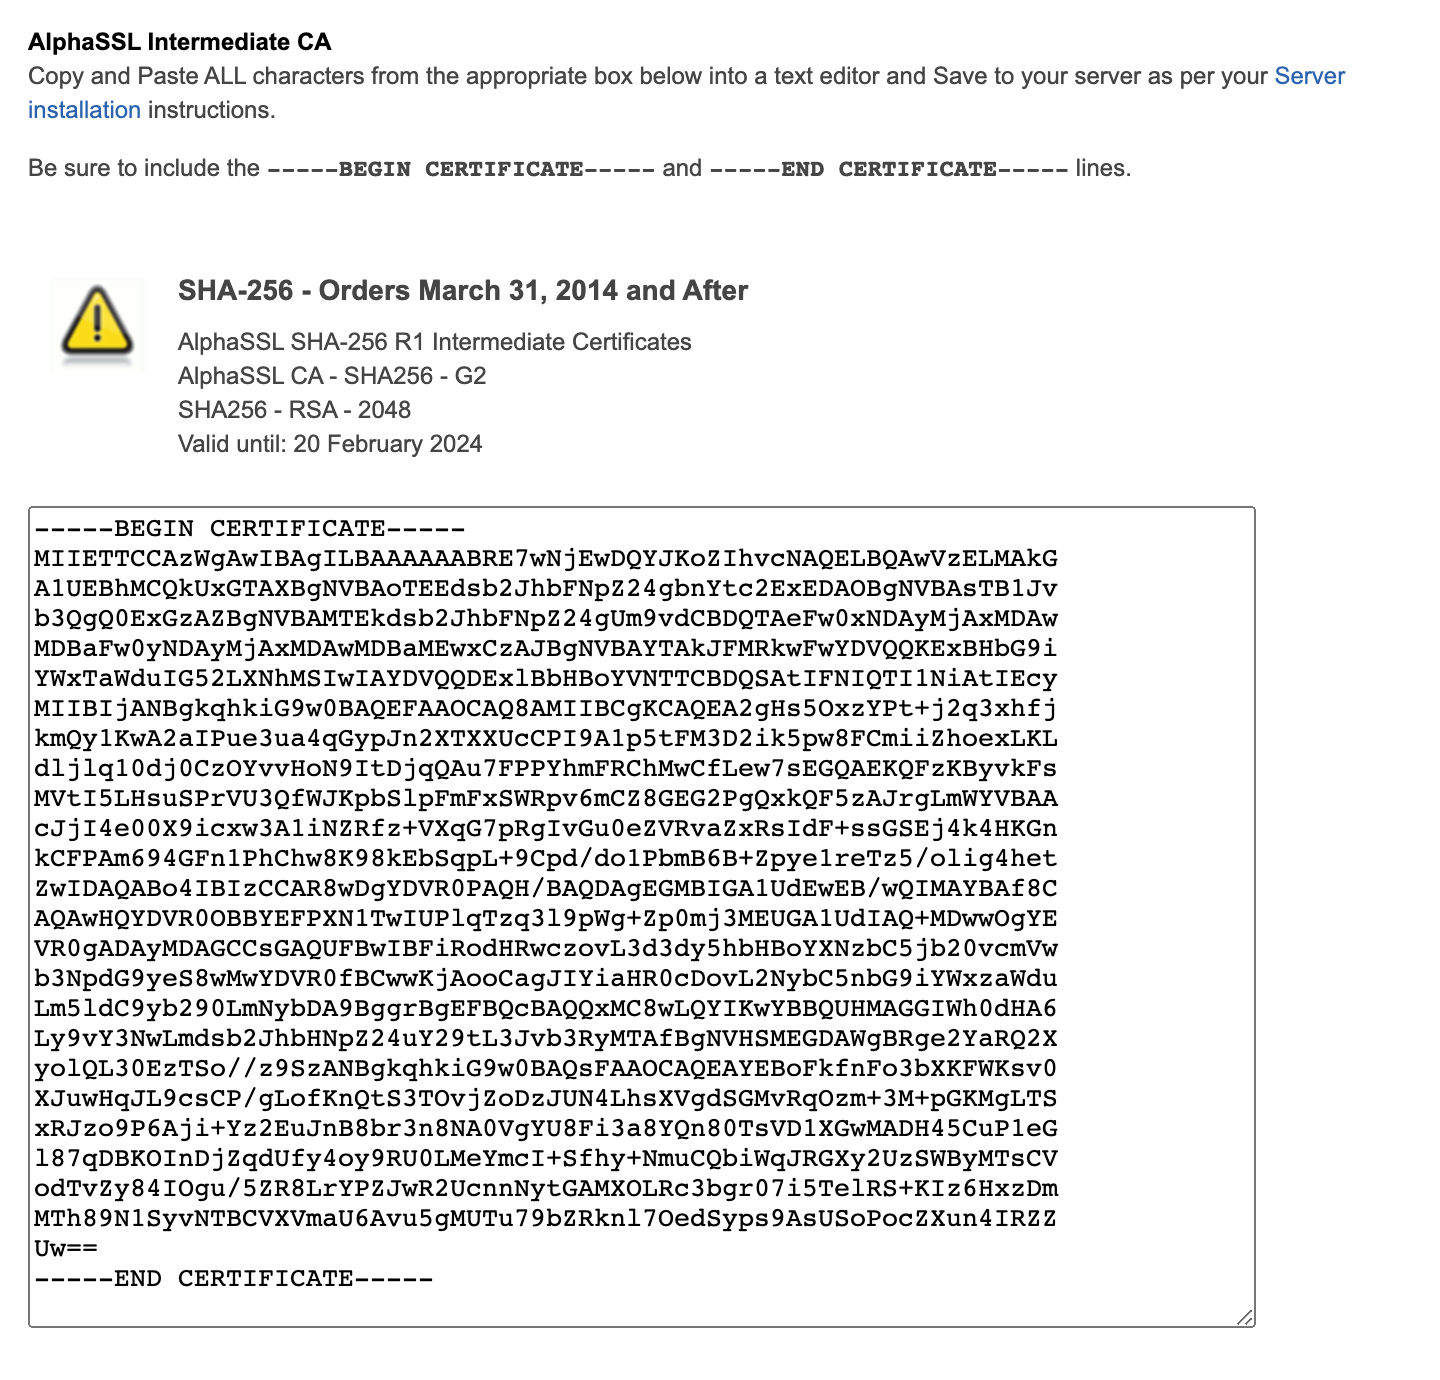 AlphaSSL Intermediate CA
Copy and Paste ALL characters from the appropriate box below into a text editor and Save to your server as per your Server
installation instructions.
Be sure to include the -----BEGIN CERTIFICATE----- and -----END CERTIFICATE----- lines.
SHA-256 - Orders March 31, 2014 and After
AlphaSSL SHA-256 R1 Intermediate Certificates
AlphaSSL CA - SHA256 - G2
SHA256 - RSA - 2048
Valid until: 20 February 2024
-----BEGIN CERTIFICATE-----
MIIETTCCAzWgAwIBAgILBAAAAAABRE7wNjEwDQYJKoZIhvcNAQELBQAwVzELMAkG
A1UEBhMCQkUxGTAXBgNVBAoTEEdsb2JhbFNpZ24gbnYtc2ExEDAOBgNVBAsTB1Jv
b3QgQ0ExGzAZBgNVBAMTEkdsb2JhbFNpZ24gUm9vdCBDQTAeFw0xNDAyMjAxMDAw
MDBaFw0yNDAyMjAxMDAwMDBaMEwxCzAJBgNVBAYTAkJFMRkwFwYDVQQKExBHbG9i
YWxTaWduIG52LXNhMSIwIAYDVQQDExlBbHBoYVNTTCBDQSAtIFNIQTI1NiAtIEcy
MIIBIjANBgkqhkiG9w0BAQEFAAOCAQ8AMIIBCgKCAQEA2gHs5OxzYPt+j2q3xhfj
kmQy1KwA2aIPue3ua4qGypJn2XTXXUcCPI9A1p5tFM3D2ik5pw8FCmiiZhoexLKL
dljlq10dj0CzOYvvHoN9ItDjqQAu7FPPYhmFRChMwCfLew7sEGQAEKQFzKByvkFs
MVtI5LHsuSPrVU3QfWJKpbSlpFmFxSWRpv6mCZ8GEG2PgQxkQF5zAJrgLmWYVBAA
cJjI4e00X9icxw3A1iNZRfz+VXqG7pRgIvGu0eZVRvaZxRsIdF+ssGSEj4k4HKGn
kCFPAm694GFn1PhChw8K98kEbSqpL+9Cpd/do1PbmB6B+Zpye1reTz5/olig4het
ZwIDAQABo4IBIzCCAR8wDgYDVR0PAQH/BAQDAgEGMBIGA1UdEwEB/wQIMAYBAf8C
AQAwHQYDVR0OBBYEFPXN1TwIUPlqTzq3l9pWg+Zp0mj3MEUGA1UdIAQ+MDwwOgYE
VR0gADAyMDAGCCsGAQUFBwIBFiRodHRwczovL3d3dy5hbHBoYXNzbC5jb20vcmVw
b3NpdG9yeS8wMwYDVR0fBCwwKjAooCagJIYiaHR0cDovL2NybC5nbG9iYWxzaWdu
Lm5ldC9yb290LmNybDA9BggrBgEFBQcBAQQxMC8wLQYIKwYBBQUHMAGGIWh0dHA6
Ly9vY3NwLmdsb2JhbHNpZ24uY29tL3Jvb3RyMTAfBgNVHSMEGDAWgBRge2YaRQ2X
yolQL30EzTSo//z9SzANBgkqhkiG9w0BAQsFAAOCAQEAYEBoFkfnFo3bXKFWKsv0
XJuwHqJL9csCP/gLofKnQtS3TOvjZoDzJUN4LhsXVgdSGMvRqOzm+3M+pGKMgLTS
xRJzo9P6Aji+Yz2EuJnB8br3n8NA0VgYU8Fi3a8YQn80TsVD1XGwMADH45CuP1eG
l87qDBKOInDjZqdUfy4oy9RU0LMeYmcI+Sfhy+NmuCQbiWqJRGXy2UzSWByMTsCV
odTvZy84IOgu/5ZR8LrYPZJwR2UcnnNytGAMXOLRc3bgr07i5TelRS+KIz6HxzDm
MTh89N1SyvNTBCVXVmaU6Avu5gMUTu79bZRknl7OedSyps9AsUSoPocZXun4IRZZ
Uw==
-----END CERTIFICATE-----